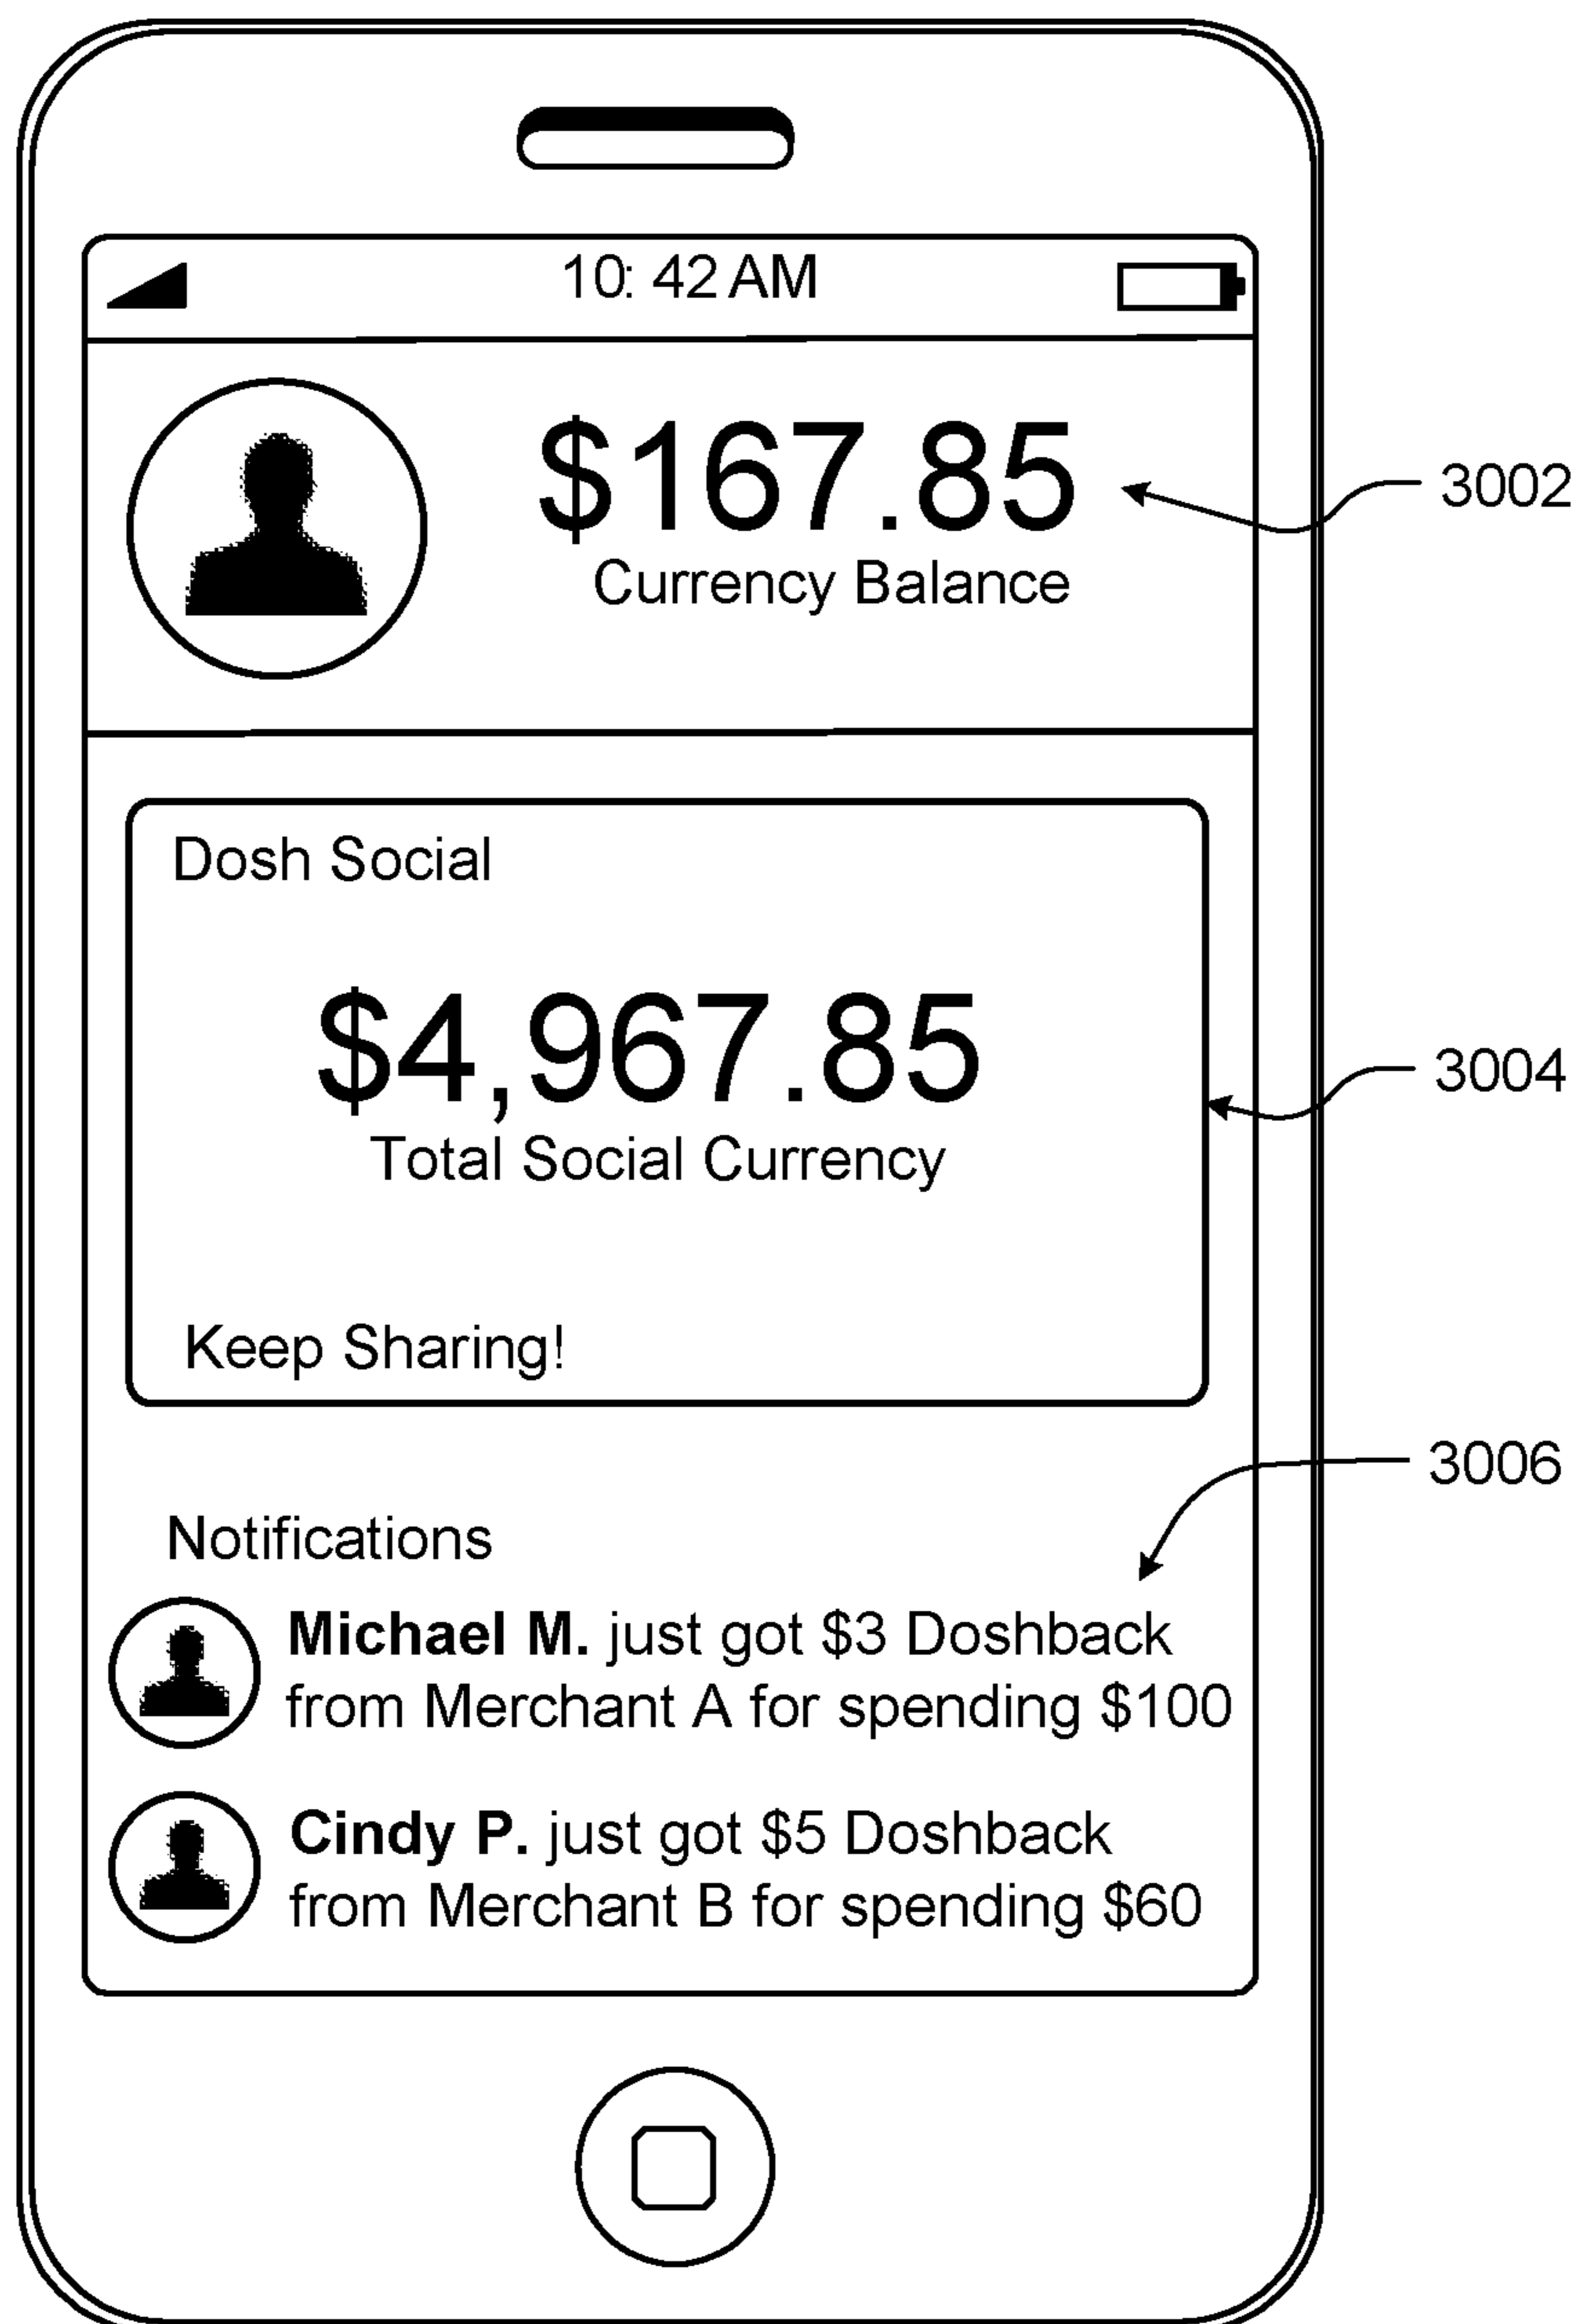 10: 42 AM
$167.85
3002
Currency Balance
Dosh Social
$4,967.85
3004
Total Social Currency
Keep Sharing!
3006
Notifications
Michael M. just got $3 Doshback
from Merchant A for spending $100
Cindy P. just got $5 Doshback
from Merchant B for spending $60